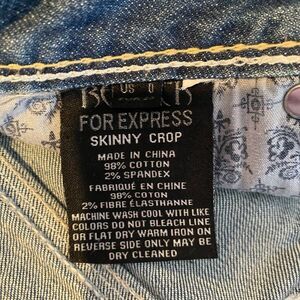 US 0
FOR EXPRESS
SKINNY CROP
MADE IN CHINA
98% COTTON
2% SPANDEX
FABRIQUÉ EN CHINE
98% COTON
2% FIBRE ÉLASTHANNE
MACHINE WASH COOL WITH LIKE
COLORS DO NOT BLEACH LINE
OR FLAT DRY WARM IRON ON
REVERSE SIDE ONLY MAY BE
DRY CLEANED